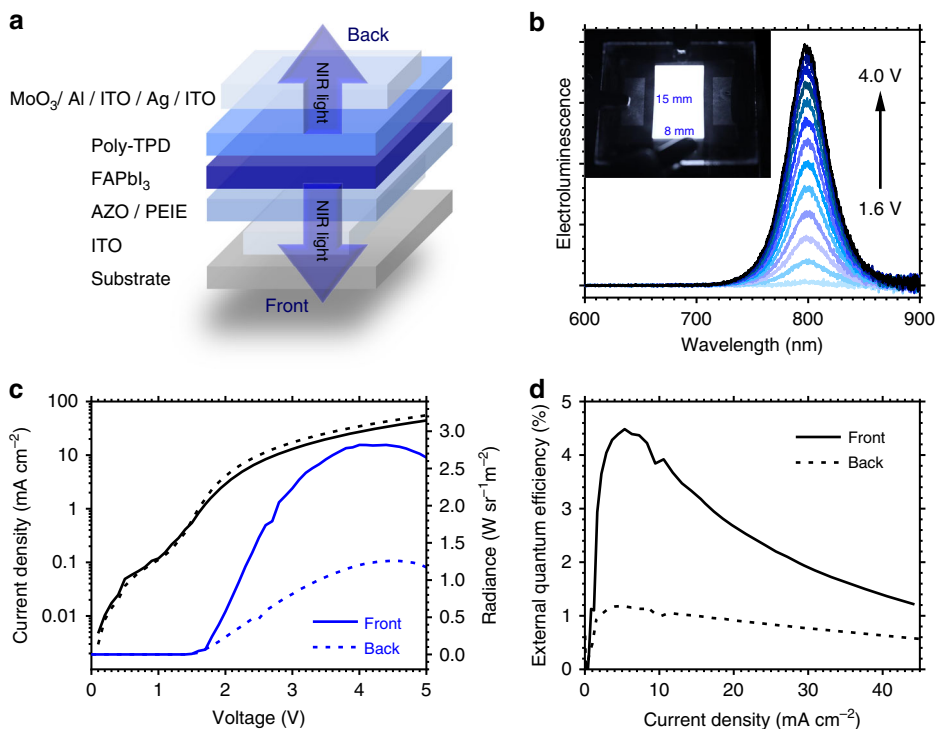 a
Back
NIR light
MoO₃/ Al / ITO / Ag / ITO
Poly-TPD
FAPbI₃
AZO / PEIE
NIR light
ITO
Substrate
Front
b
Electroluminescence
15 mm
8 mm
4.0 V
1.6 V
600 700 800 900
Wavelength (nm)
c
Current density (mA cm⁻²)
100
10
1
0.1
0.01
3.0
2.5
2.0
1.5
1.0
0.5
0.0
Radiance (W sr⁻¹m⁻²)
Front
Back
0 1 2 3 4 5
Voltage (V)
d
External quantum efficiency (%)
5
4
3
2
1
0
Front
Back
0 10 20 30 40
Current density (mA cm⁻²)